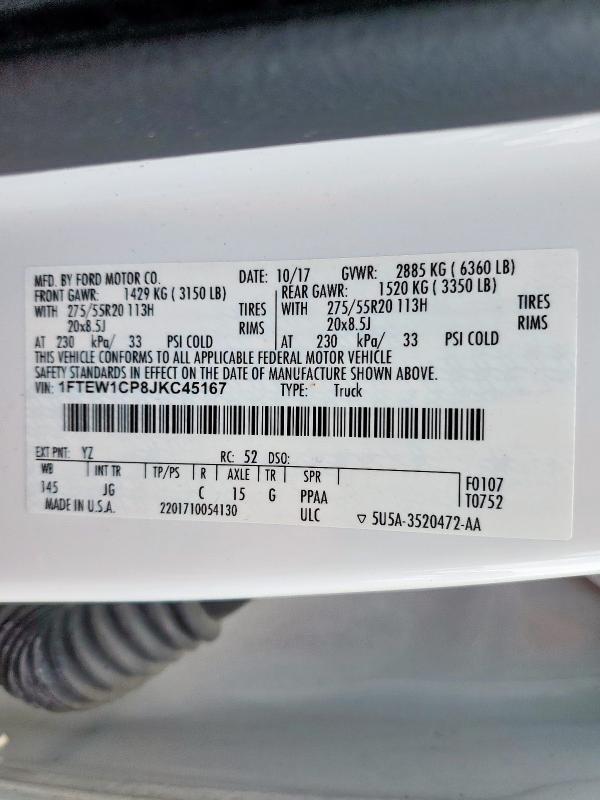 MFD. BY FORD MOTOR CO. DATE: 10/17 GVWR: 2885 KG ( 6360 LB)
FRONT GAWR: 1429 KG ( 3150 LB) REAR GAWR: 1520 KG ( 3350 LB)
WITH 275/55R20 113H TIRES WITH 275/55R20 113H TIRES
20x8.5J RIMS 20x8.5J RIMS
AT 230 kPa/ 33 PSI COLD AT 230 kPa/ 33 PSI COLD
THIS VEHICLE CONFORMS TO ALL APPLICABLE FEDERAL MOTOR VEHICLE
SAFETY STANDARDS IN EFFECT ON THE DATE OF MANUFACTURE SHOWN ABOVE.
VIN: 1FTEW1CP8JKC45167 TYPE: Truck
EXT PNT: YZ RC: 52 DSO:
WB INT TR TP/PS R AXLE TR SPR F0107
145 JG C 15 G PPAA T0752
MADE IN U.S.A. 2201710054130 ULC ▽ 5U5A-3520472-AA